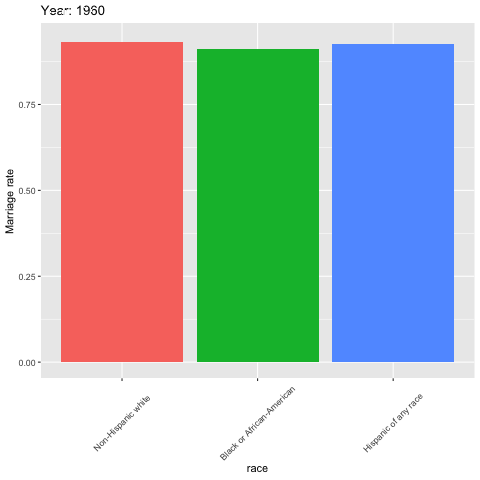 Year: 1960
Marriage rate
0.75
0.50
0.25
0.00
Non-Hispanic white
Black or African-American
Hispanic of any race
race